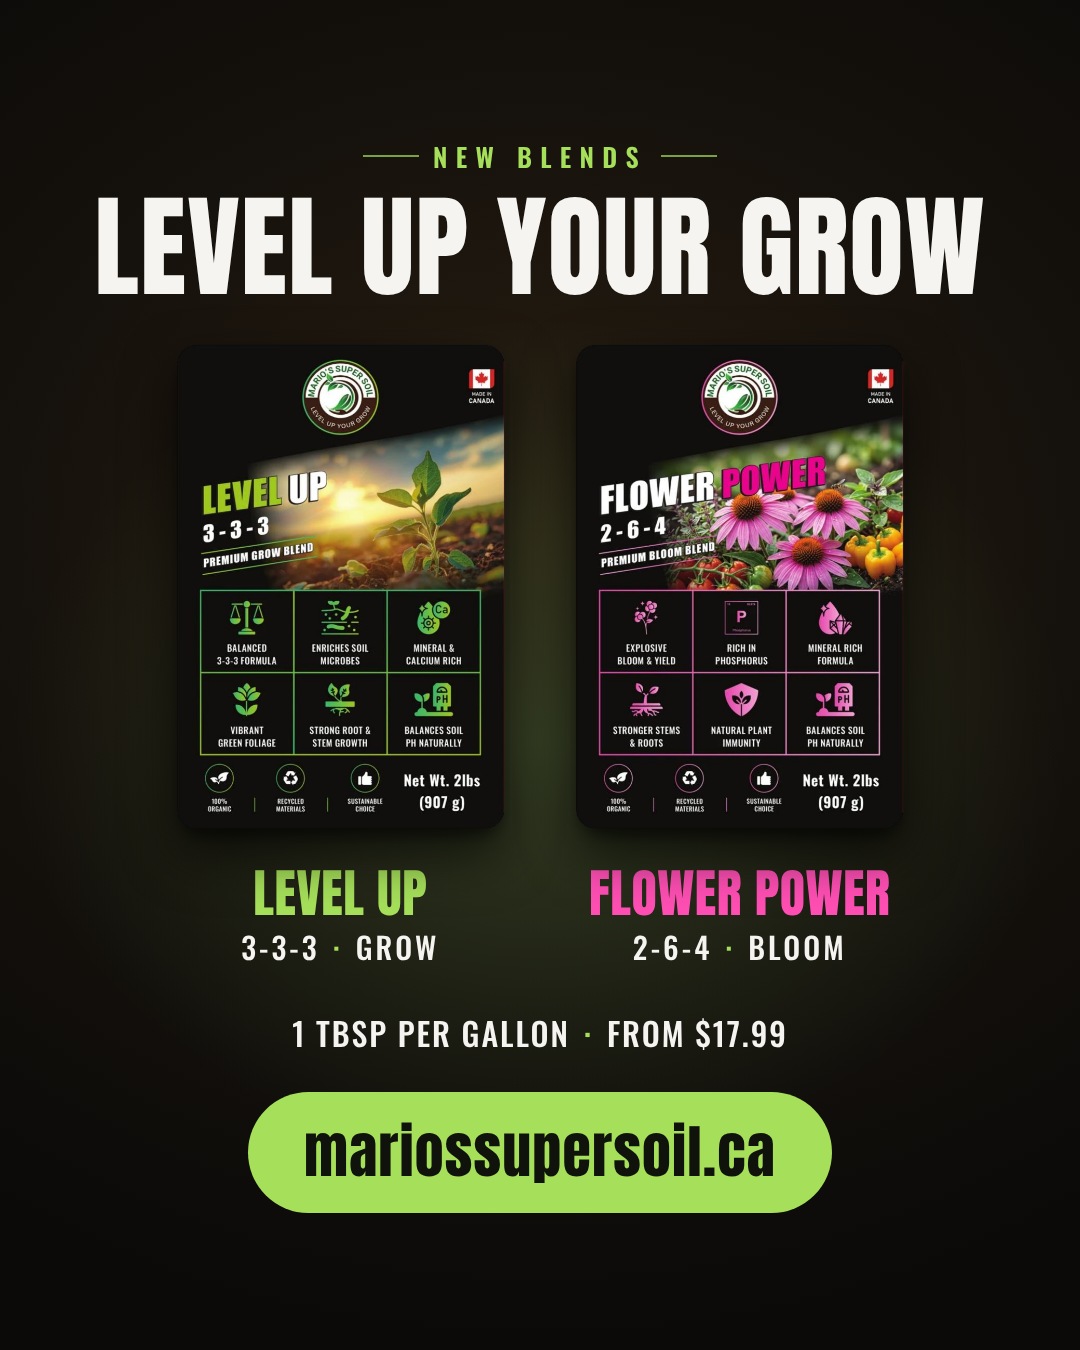 NEW BLENDS
LEVEL UP YOUR GROW
MARIO'S SUPER SOIL
LEVEL UP YOUR GROW
MADE IN
CANADA
LEVEL UP
3-3-3
PREMIUM GROW BLEND
BALANCED
3-3-3 FORMULA
ENRICHES SOIL
MICROBES
Ca
MINERAL &
CALCIUM RICH
VIBRANT
GREEN FOLIAGE
STRONG ROOT &
STEM GROWTH
PH
BALANCES SOIL
PH NATURALLY
100%
ORGANIC
RECYCLED
MATERIALS
SUSTAINABLE
CHOICE
Net Wt. 2lbs
(907 g)
MARIO'S SUPER SOIL
LEVEL UP YOUR GROW
MADE IN
CANADA
FLOWER POWER
2-6-4
PREMIUM BLOOM BLEND
EXPLOSIVE
BLOOM & YIELD
P
Phosphorus
RICH IN
PHOSPHORUS
MINERAL RICH
FORMULA
STRONGER STEMS
& ROOTS
NATURAL PLANT
IMMUNITY
PH
BALANCES SOIL
PH NATURALLY
100%
ORGANIC
RECYCLED
MATERIALS
SUSTAINABLE
CHOICE
Net Wt. 2lbs
(907 g)
LEVEL UP
3-3-3 · GROW
FLOWER POWER
2-6-4 · BLOOM
1 TBSP PER GALLON · FROM $17.99
mariossupersoil.ca